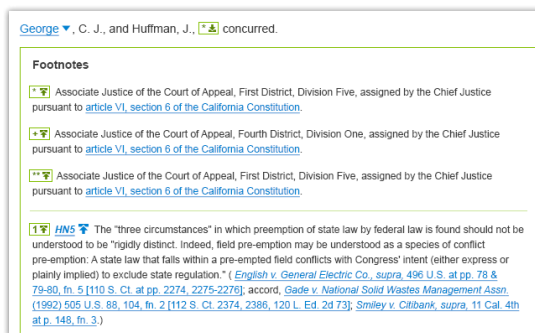 George ▼, C. J., and Huffman, J., * concurred.
Footnotes
* Associate Justice of the Court of Appeal, First District, Division Five, assigned by the Chief Justice
pursuant to article VI, section 6 of the California Constitution.
+ Associate Justice of the Court of Appeal, Fourth District, Division One, assigned by the Chief Justice
pursuant to article VI, section 6 of the California Constitution.
** Associate Justice of the Court of Appeal, First District, Division Five, assigned by the Chief Justice
pursuant to article VI, section 6 of the California Constitution.
1 HN5 The "three circumstances" in which preemption of state law by federal law is found should not be
understood to be "rigidly distinct. Indeed, field pre-emption may be understood as a species of conflict
pre-emption: A state law that falls within a pre-empted field conflicts with Congress' intent (either express or
plainly implied) to exclude state regulation." ( English v. General Electric Co., supra, 496 U.S. at pp. 78 &
79-80, fn. 5 [110 S. Ct. at pp. 2274, 2275-2276]; accord, Gade v. National Solid Wastes Management Assn.
(1992) 505 U.S. 88, 104, fn. 2 [112 S. Ct. 2374, 2386, 120 L. Ed. 2d 73]; Smiley v. Citibank, supra, 11 Cal. 4th
at p. 148, fn. 3.)